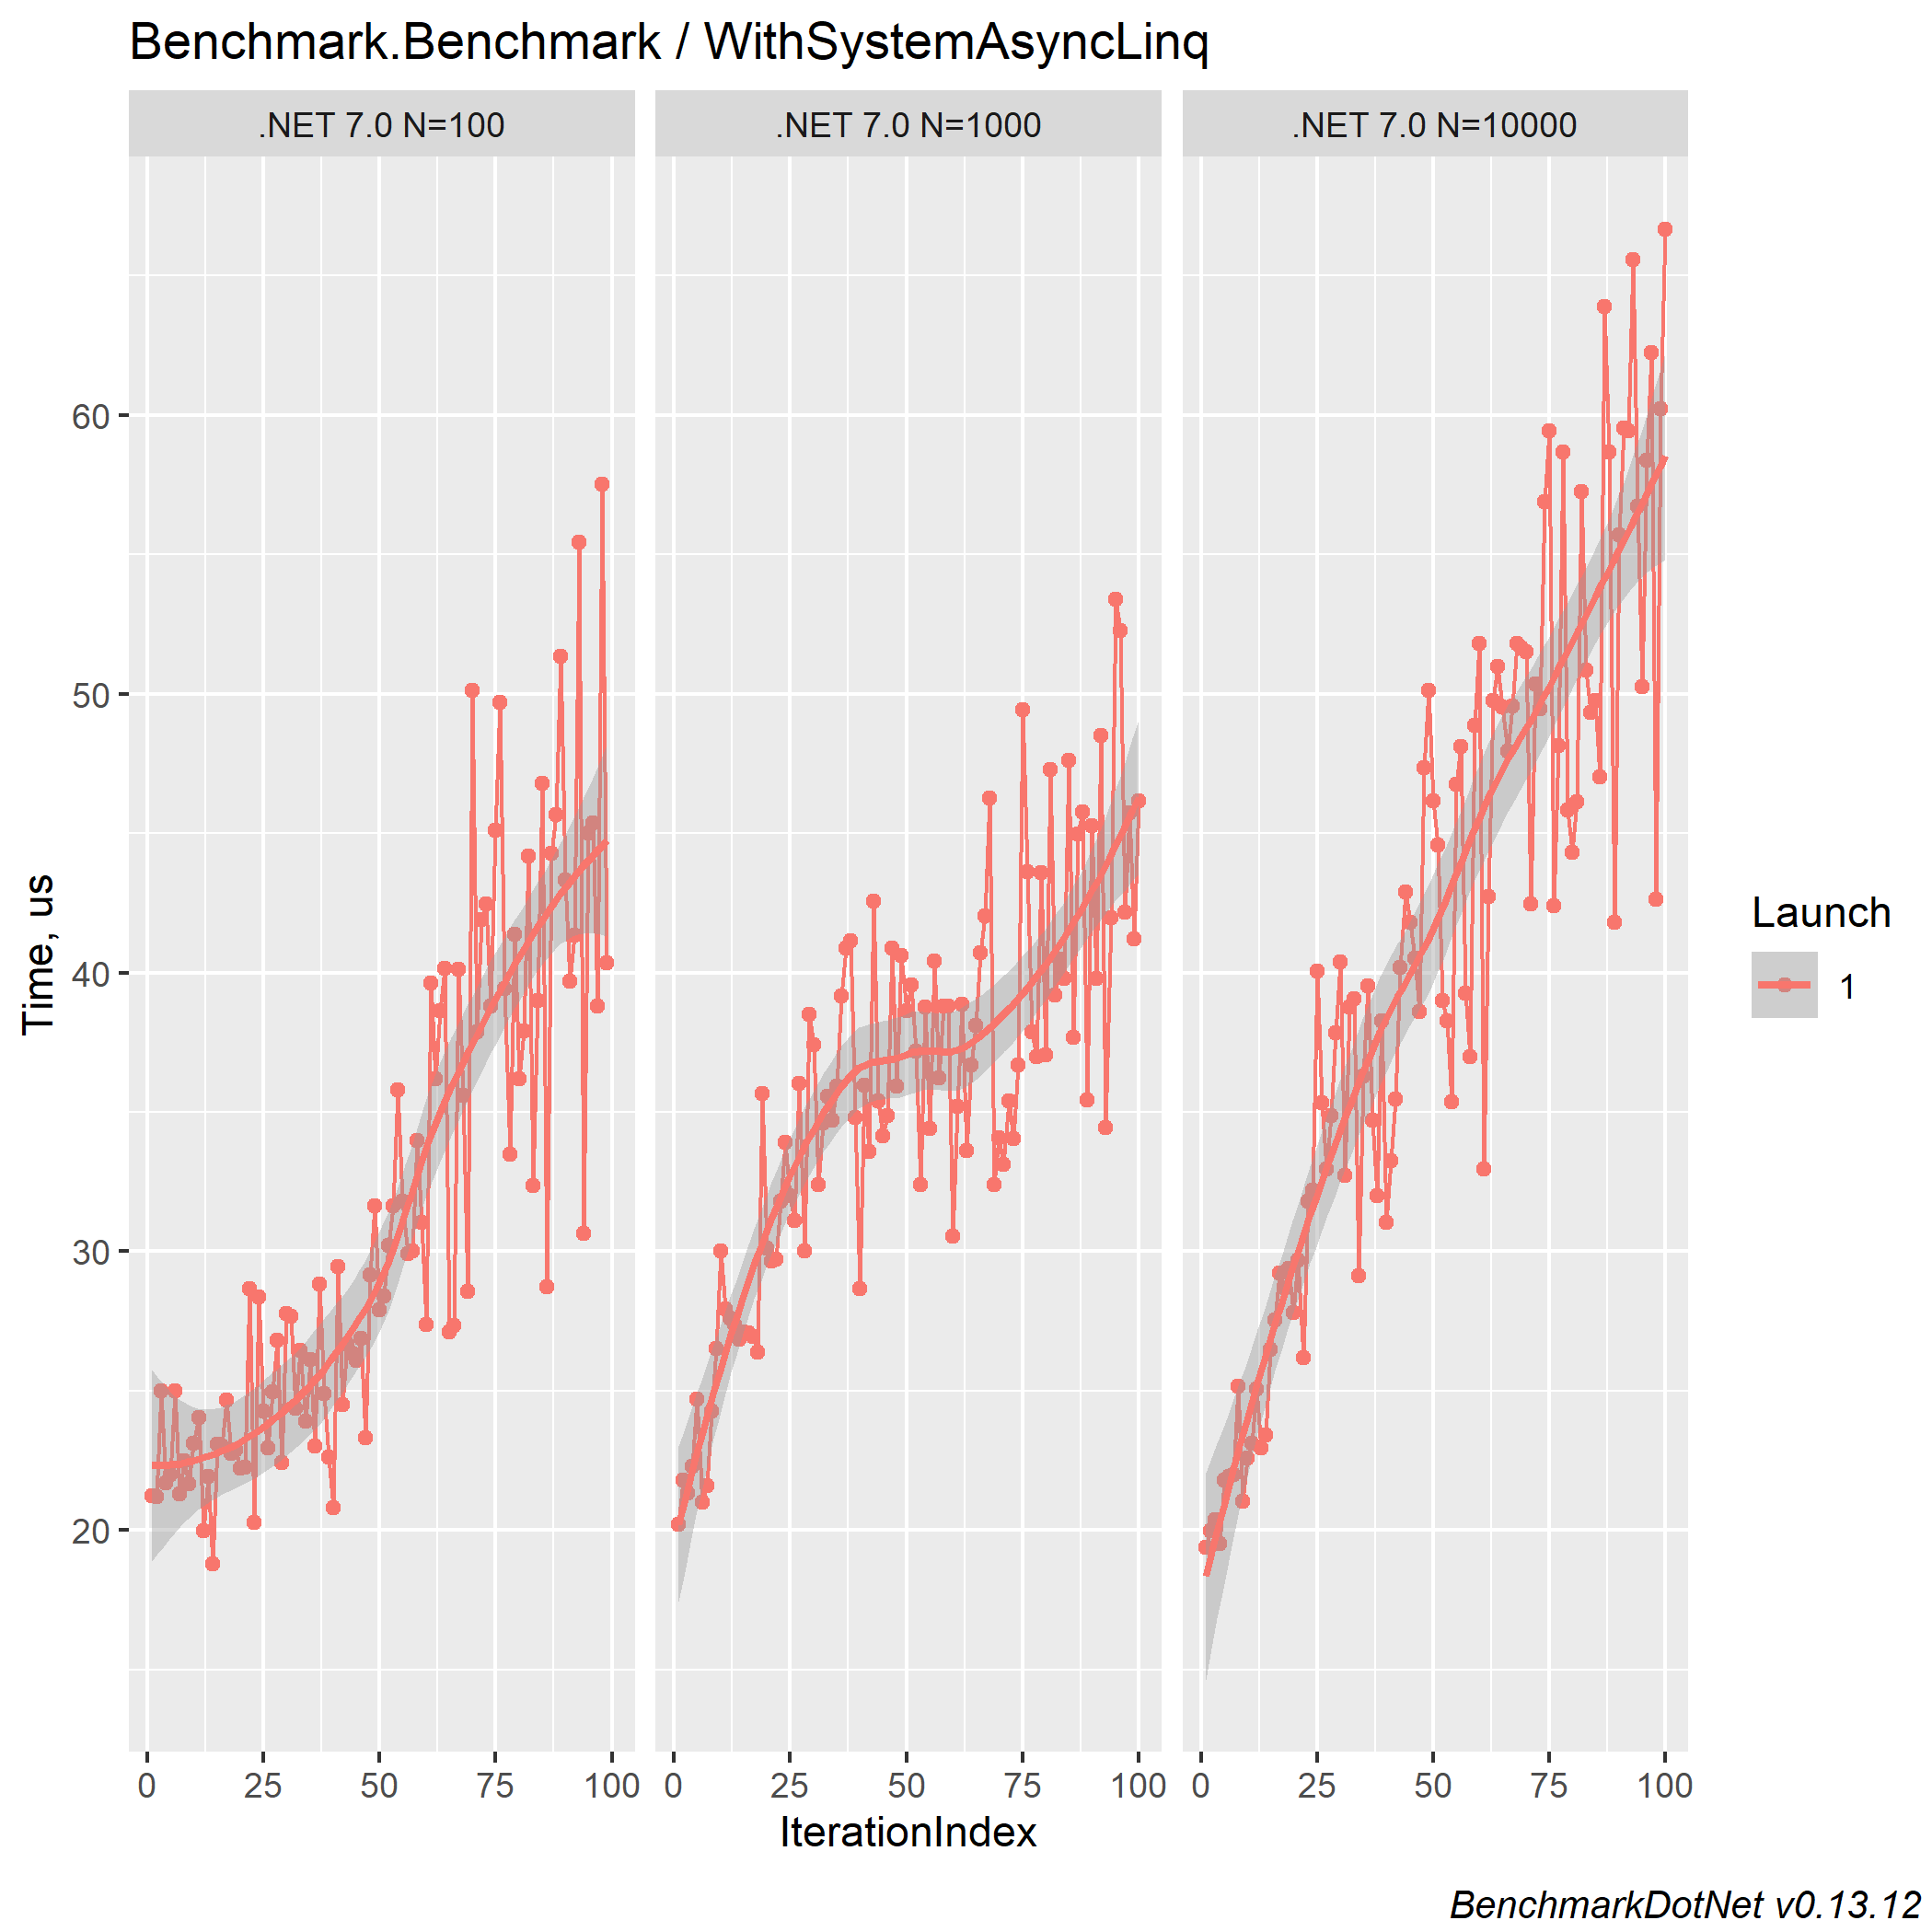 Benchmark.Benchmark / WithSystemAsyncLinq
.NET 7.0 N=100
.NET 7.0 N=1000
.NET 7.0 N=10000
Time, us
60
50
40
30
20
0 25 50 75 100
0 25 50 75 100
0 25 50 75 100
IterationIndex
Launch
1
BenchmarkDotNet v0.13.12